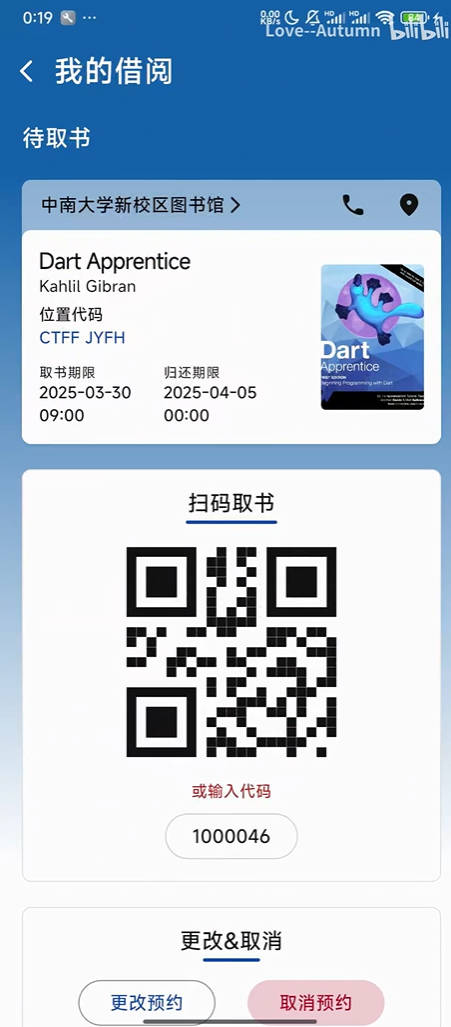 0:19
0.00
KB/s
HD
HD
84
Love--Autumn bilibili
我的借阅
待取书
中南大学新校区图书馆
Dart Apprentice
Kahlil Gibran
位置代码
CTFF JYFH
取书期限
归还期限
2025-03-30
09:00
2025-04-05
00:00
Dart
Apprentice
Beginning Programming with Dart
扫码取书
或输入代码
1000046
更改&取消
更改预约
取消预约